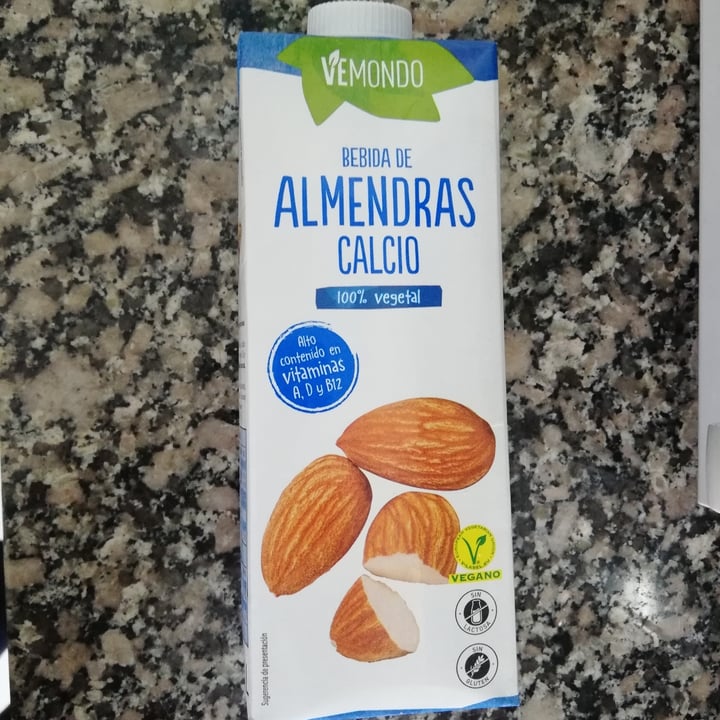 VEMONDO
BEBIDA DE
ALMENDRAS
CALCIO
100% vegetal
Alto
contenido en
vitaminas
A, D y B12
VEGANO
SIN
LACTOSA
SIN
GLUTEN
Sugerencia de presentación